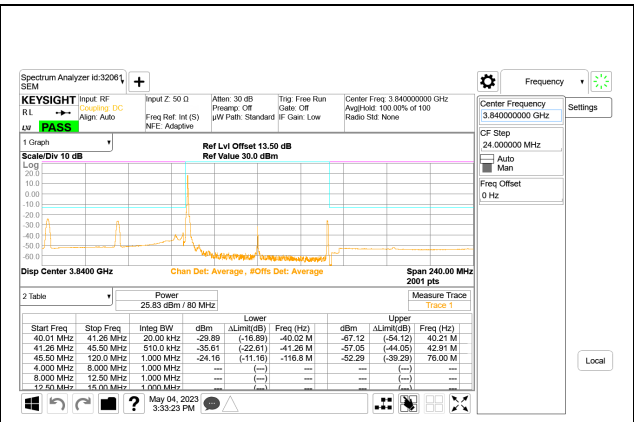 Spectrum Analyzer id:32061
SEM
KEYSIGHT
RL
LXI
PASS
Input: RF
Coupling: DC
Align: Auto
Input Z: 50 Ω
Freq Ref: Int (S)
NFE: Adaptive
Atten: 30 dB
Preamp: Off
µW Path: Standard
Trig: Free Run
Gate: Off
IF Gain: Low
Center Freq: 3.840000000 GHz
Avg|Hold: 100.00% of 100
Radio Std: None
Frequency
Settings
Center Frequency
3.840000000 GHz
CF Step
24.000000 MHz
Auto
Man
Freq Offset
0 Hz
Local
1 Graph
Scale/Div 10 dB
Ref Lvl Offset 13.50 dB
Ref Value 30.0 dBm
Log
20.0
10.0
0.00
-10.0
-20.0
-30.0
-40.0
-50.0
-60.0
Disp Center 3.8400 GHz
Chan Det: Average , #Offs Det: Average
Span 240.00 MHz
2001 pts
2 Table
Power
25.83 dBm / 80 MHz
Measure Trace
Trace 1
Lower Upper
Start Freq Stop Freq Integ BW dBm ΔLimit(dB) Freq (Hz) dBm ΔLimit(dB) Freq (Hz)
40.01 MHz 41.26 MHz 20.00 kHz -29.89 (-16.89) -40.02 M -67.12 (-54.12) 40.21 M
41.26 MHz 45.50 MHz 510.0 kHz -35.61 (-22.61) -41.26 M -57.05 (-44.05) 42.91 M
45.50 MHz 120.0 MHz 1.000 MHz -24.16 (-11.16) -116.8 M -52.29 (-39.29) 76.00 M
4.000 MHz 8.000 MHz 1.000 MHz --- (---) --- (---)
8.000 MHz 12.50 MHz 1.000 MHz --- (---) --- (---)
12.50 MHz 15.00 MHz 1.000 MHz --- (---) --- (---)
May 04, 2023
3:33:23 PM